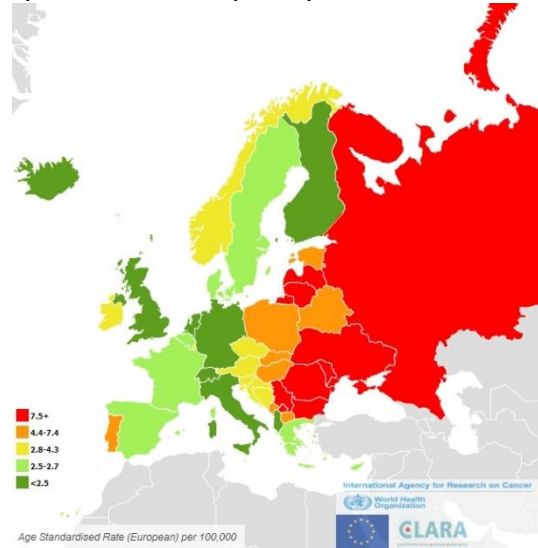 7.5+
4.4-7.4
2.8-4.3
2.5-2.7
<2.5
International Agency for Research on Cancer
World Health
Organization
CLARA
Age Standardised Rate (European) per 100,000